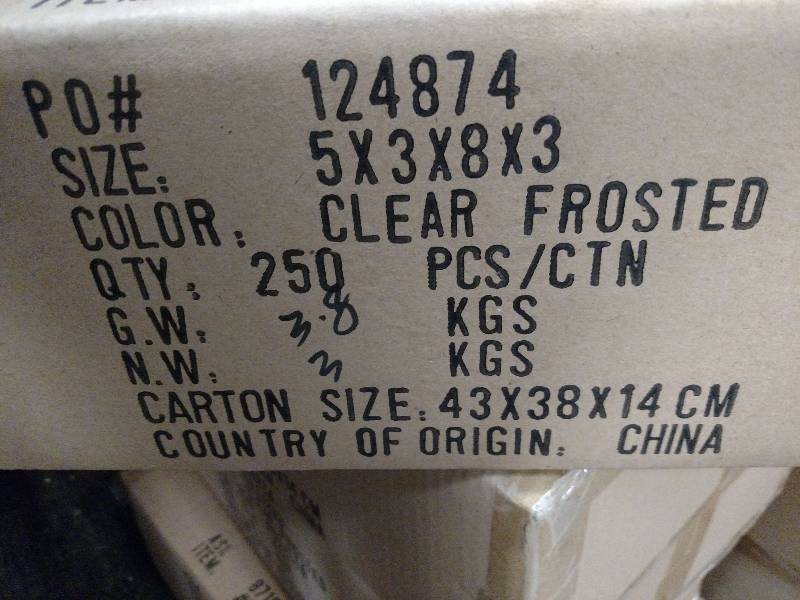 PO# 124874
SIZE: 5X3X8X3
COLOR: CLEAR FROSTED
QTY: 250 PCS/CTN
G.W: 3.8 KGS
N.W: 3 KGS
CARTON SIZE: 43X38X14 CM
COUNTRY OF ORIGIN: CHINA
ITEM: